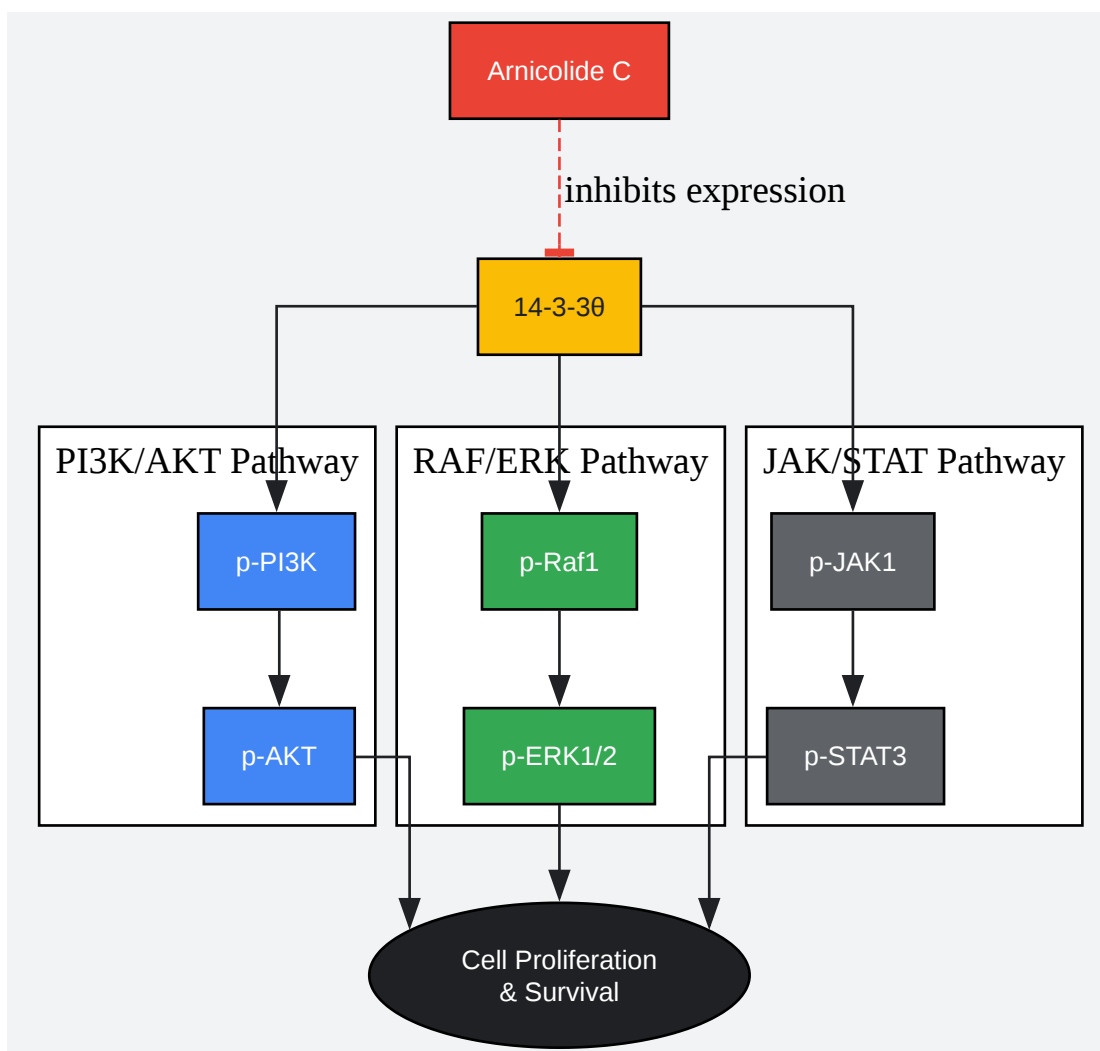 Arnicolide C
inhibits expression
14-3-3θ
PI3K/AKT Pathway
RAF/ERK Pathway
JAK/STAT Pathway
p-PI3K
p-Raf1
p-JAK1
p-AKT
p-ERK1/2
p-STAT3
Cell Proliferation
& Survival